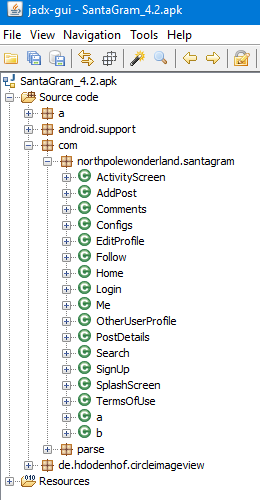 jadx-gui - SantaGram_4.2.apk
File View Navigation Tools Help
SantaGram_4.2.apk
Source code
a
android.support
com
northpolewonderland.santagram
ActivityScreen
AddPost
Comments
Configs
EditProfile
Follow
Home
Login
Me
OtherUserProfile
PostDetails
Search
SignUp
SplashScreen
TermsOfUse
a
b
parse
de.hdodenhof.circleimageview
Resources